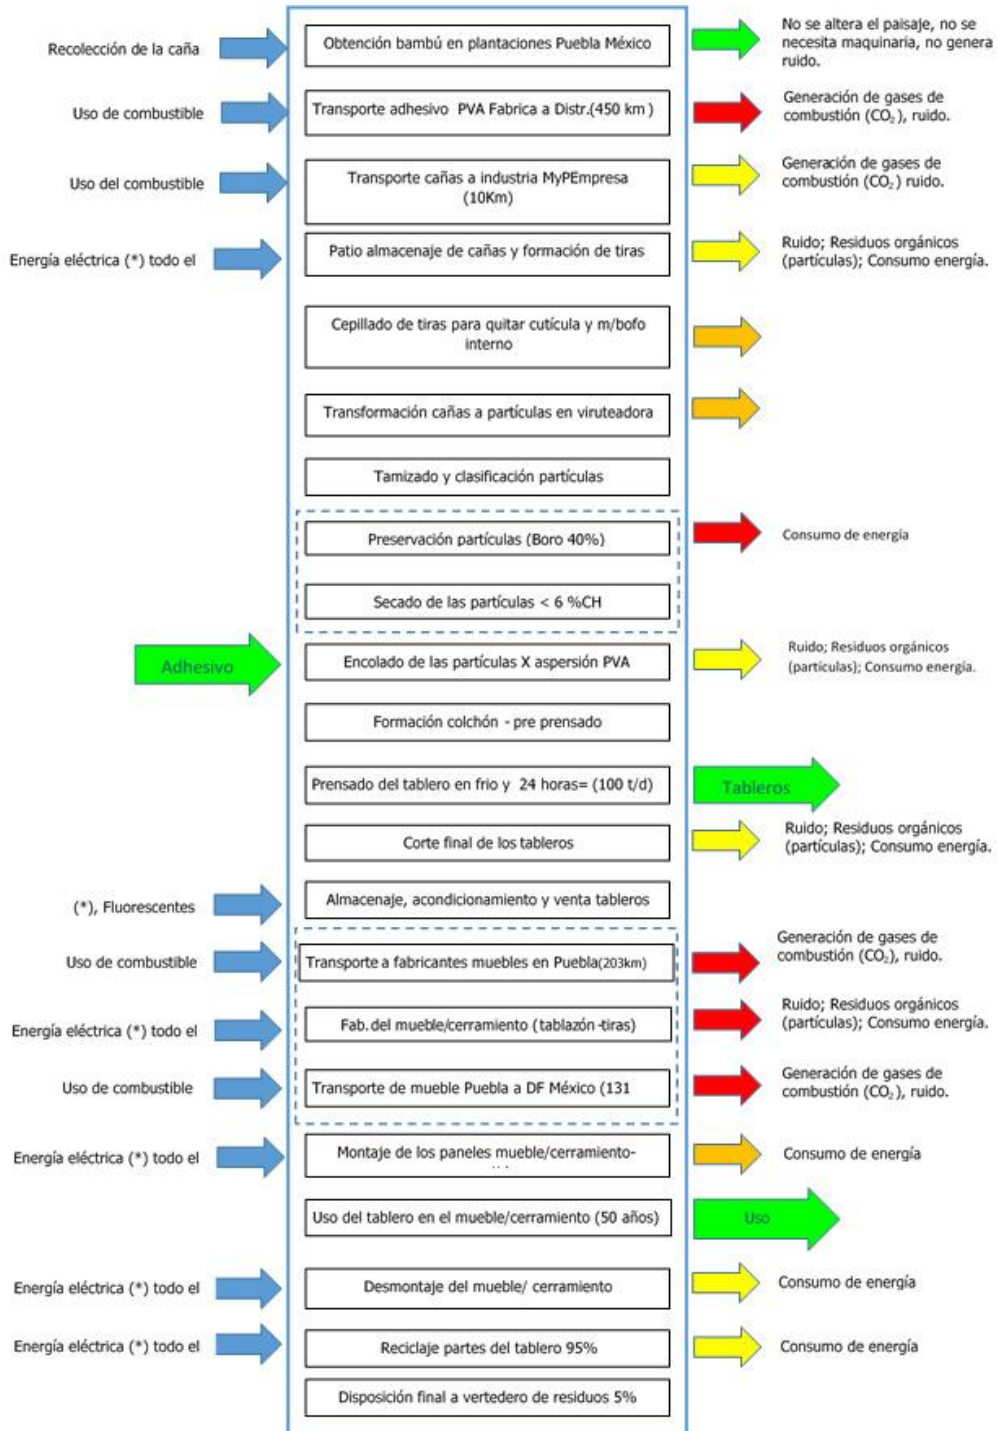 Recolección de la caña
Obtención bambú en plantaciones Puebla México
No se altera el paisaje, no se
necesita maquinaria, no genera
ruido.
Uso de combustible
Transporte adhesivo PVA Fabrica a Distr.(450 km )
Generación de gases de
combustión (CO₂), ruido.
Uso del combustible
Transporte cañas a industria MyPEmpresa
(10Km)
Generación de gases de
combustión (CO₂) ruido.
Energía eléctrica (*) todo el
Patio almacenaje de cañas y formación de tiras
Ruido; Residuos orgánicos
(partículas); Consumo energía.
Cepillado de tiras para quitar cutícula y m/bofo
interno
Transformación cañas a partículas en viruteadora
Tamizado y clasificación partículas
Preservación partículas (Boro 40%)
Consumo de energía
Secado de las partículas < 6 %CH
Adhesivo
Encolado de las partículas X aspersión PVA
Ruido; Residuos orgánicos
(partículas); Consumo energía.
Formación colchón - pre prensado
Prensado del tablero en frio y 24 horas= (100 t/d)
Tableros
Corte final de los tableros
Ruido; Residuos orgánicos
(partículas); Consumo energía.
(*), Fluorescentes
Almacenaje, acondicionamiento y venta tableros
Uso de combustible
Transporte a fabricantes muebles en Puebla(203km)
Generación de gases de
combustión (CO₂), ruido.
Energía eléctrica (*) todo el
Fab. del mueble/cerramiento (tablazón -tiras)
Ruido; Residuos orgánicos
(partículas); Consumo energía.
Uso de combustible
Transporte de mueble Puebla a DF México (131
Generación de gases de
combustión (CO₂), ruido.
Energía eléctrica (*) todo el
Montaje de los paneles mueble/cerramiento-
Consumo de energía
Uso del tablero en el mueble/cerramiento (50 años)
Uso
Energía eléctrica (*) todo el
Desmontaje del mueble/ cerramiento
Consumo de energía
Energía eléctrica (*) todo el
Reciclaje partes del tablero 95%
Consumo de energía
Disposición final a vertedero de residuos 5%